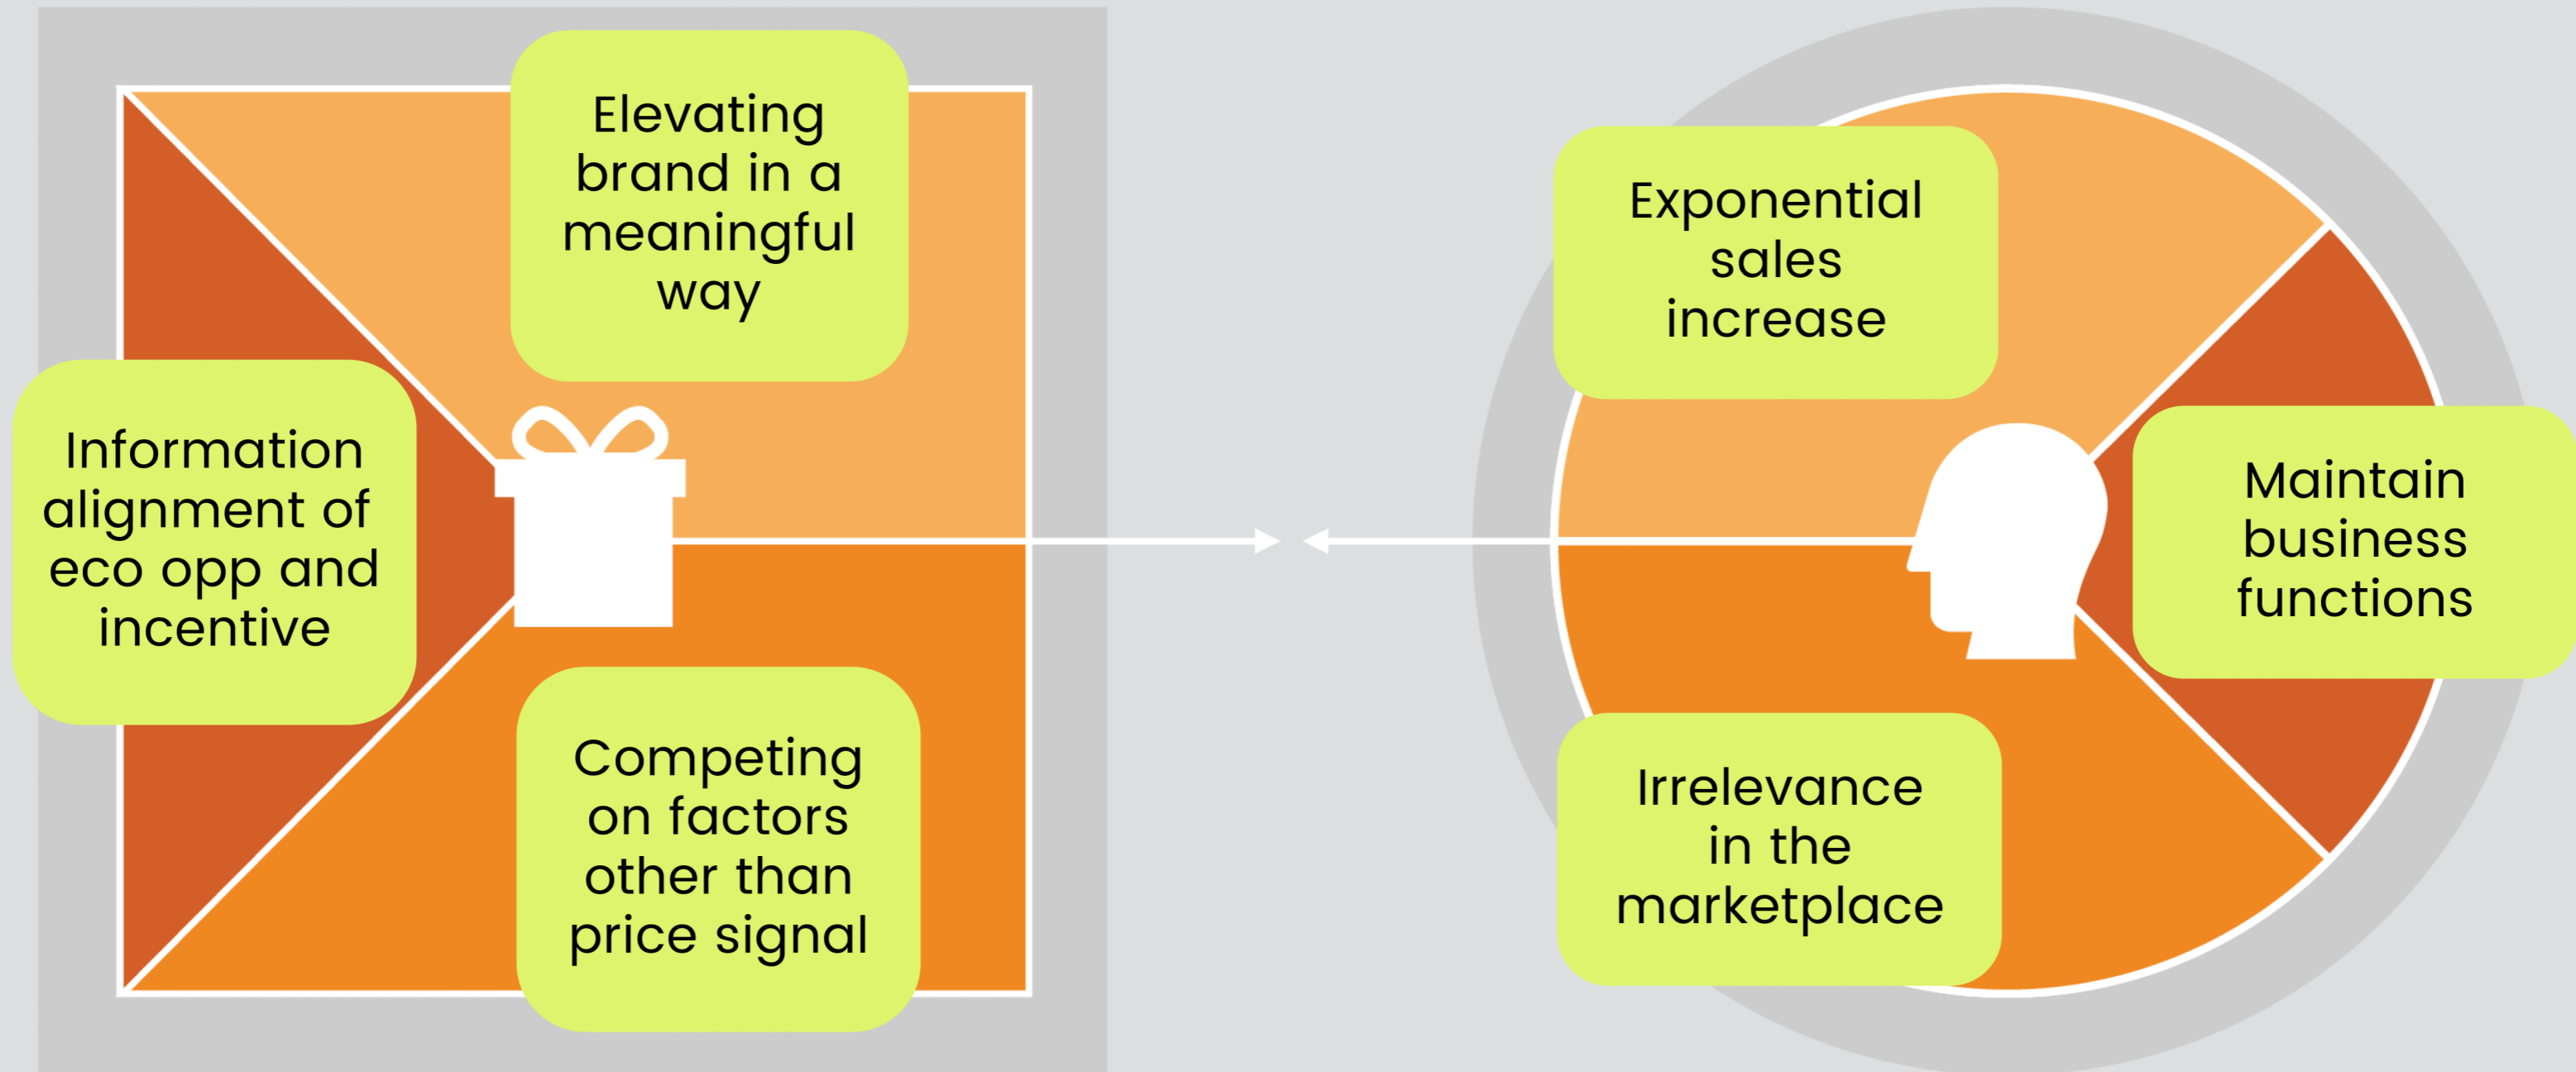 Elevating
brand in a
meaningful
way
Information
alignment of
eco opp and
incentive
Competing
on factors
other than
price signal
Exponential
sales
increase
Maintain
business
functions
Irrelevance
in the
marketplace